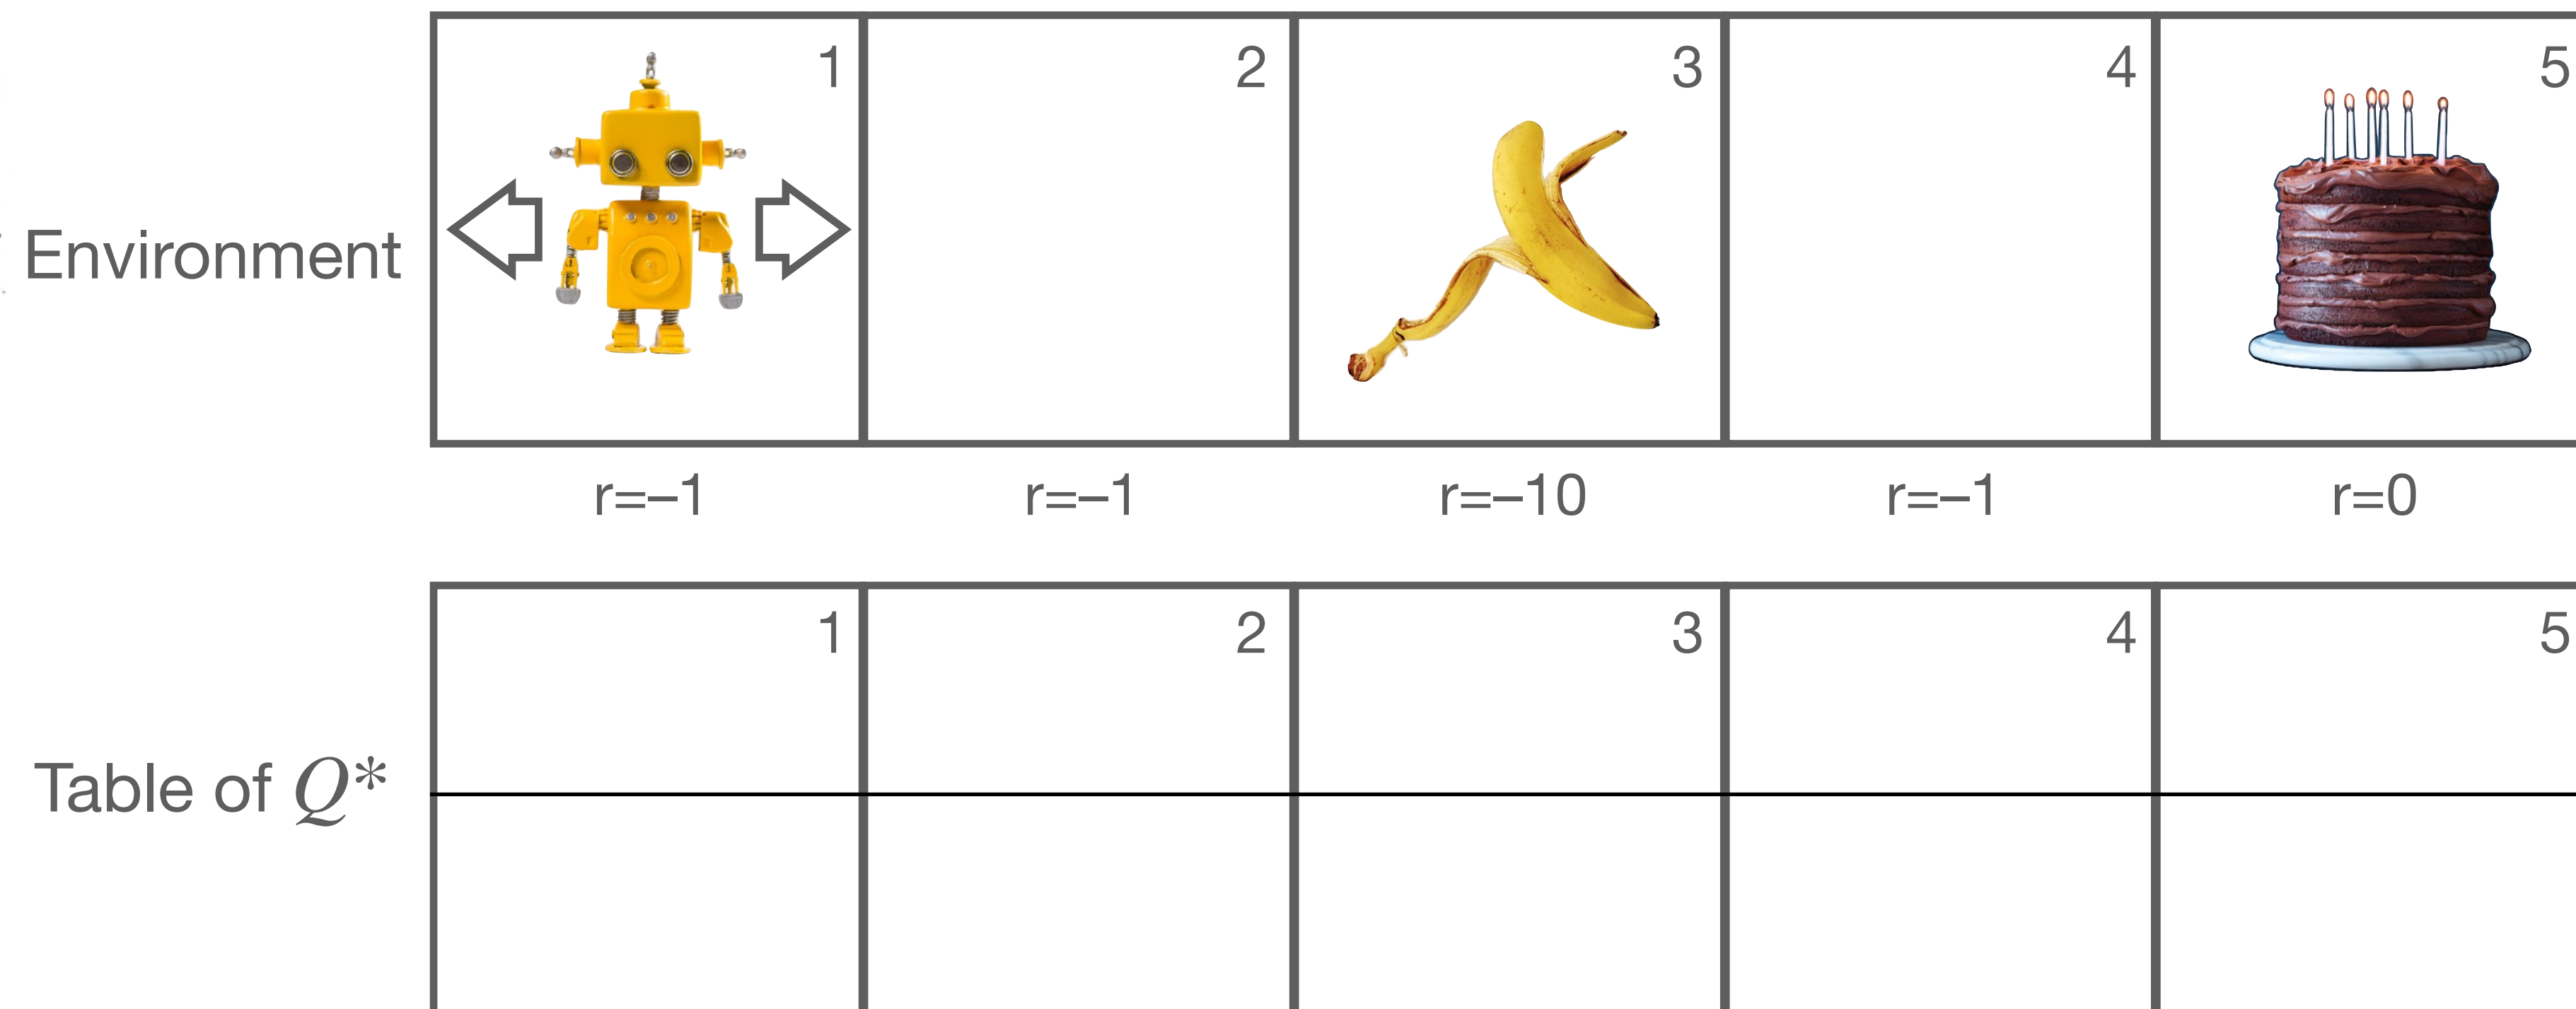 1 2 3 4 5
Environment
r=–1 r=–1 r=–10 r=–1 r=0
1 2 3 4 5
Table of Q*